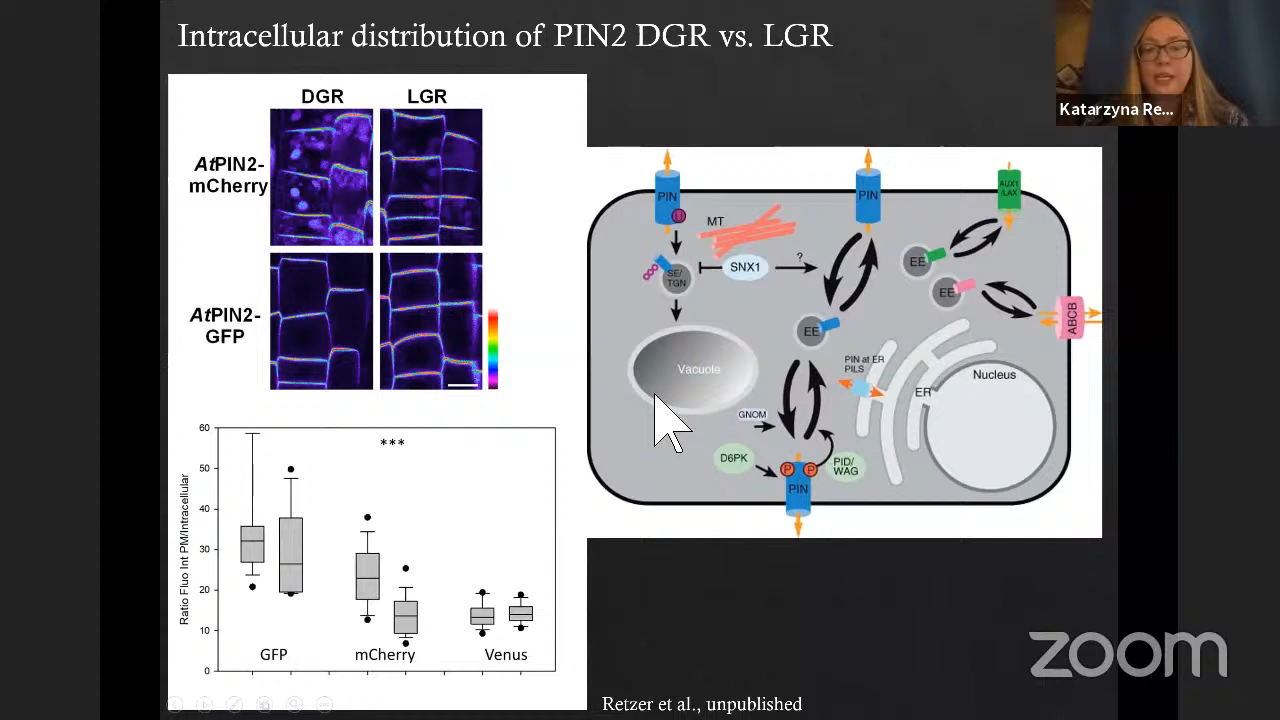 Intracellular distribution of PIN2 DGR vs. LGR
Katarzyna Re...
DGR LGR
AtPIN2-
mCherry
AtPIN2-
GFP
60
50
40
30
20
10
0
Ratio Fluo Int PM/Intracellular
***
GFP mCherry Venus
PIN
U
MT
SE/
TGN
SNX1
?
PIN
AUX1
/LAX
EE
EE
ABCB
EE
Vacuole
PIN at ER
PILS
ER
Nucleus
GNOM
D6PK
P P
PIN
PID/
WAG
Retzer et al., unpublished
zoom